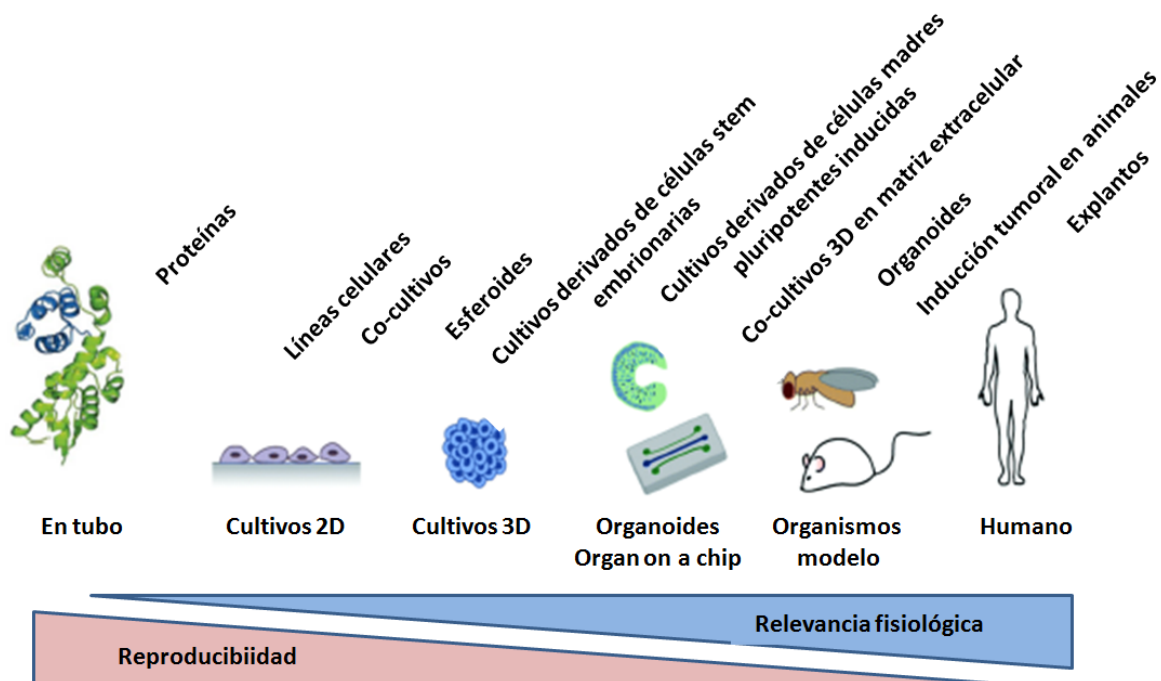 Proteínas
Líneas celulares
Co-cultivos
Esferoides
Cultivos derivados de células stem
embrionarias
Cultivos derivados de células madres
pluripotentes inducidas
Co-cultivos 3D en matriz extracelular
Organoides
Inducción tumoral en animales
Explantos
En tubo
Cultivos 2D
Cultivos 3D
Organoides
Organ on a chip
Organismos
modelo
Humano
Relevancia fisiológica
Reproducibiidad